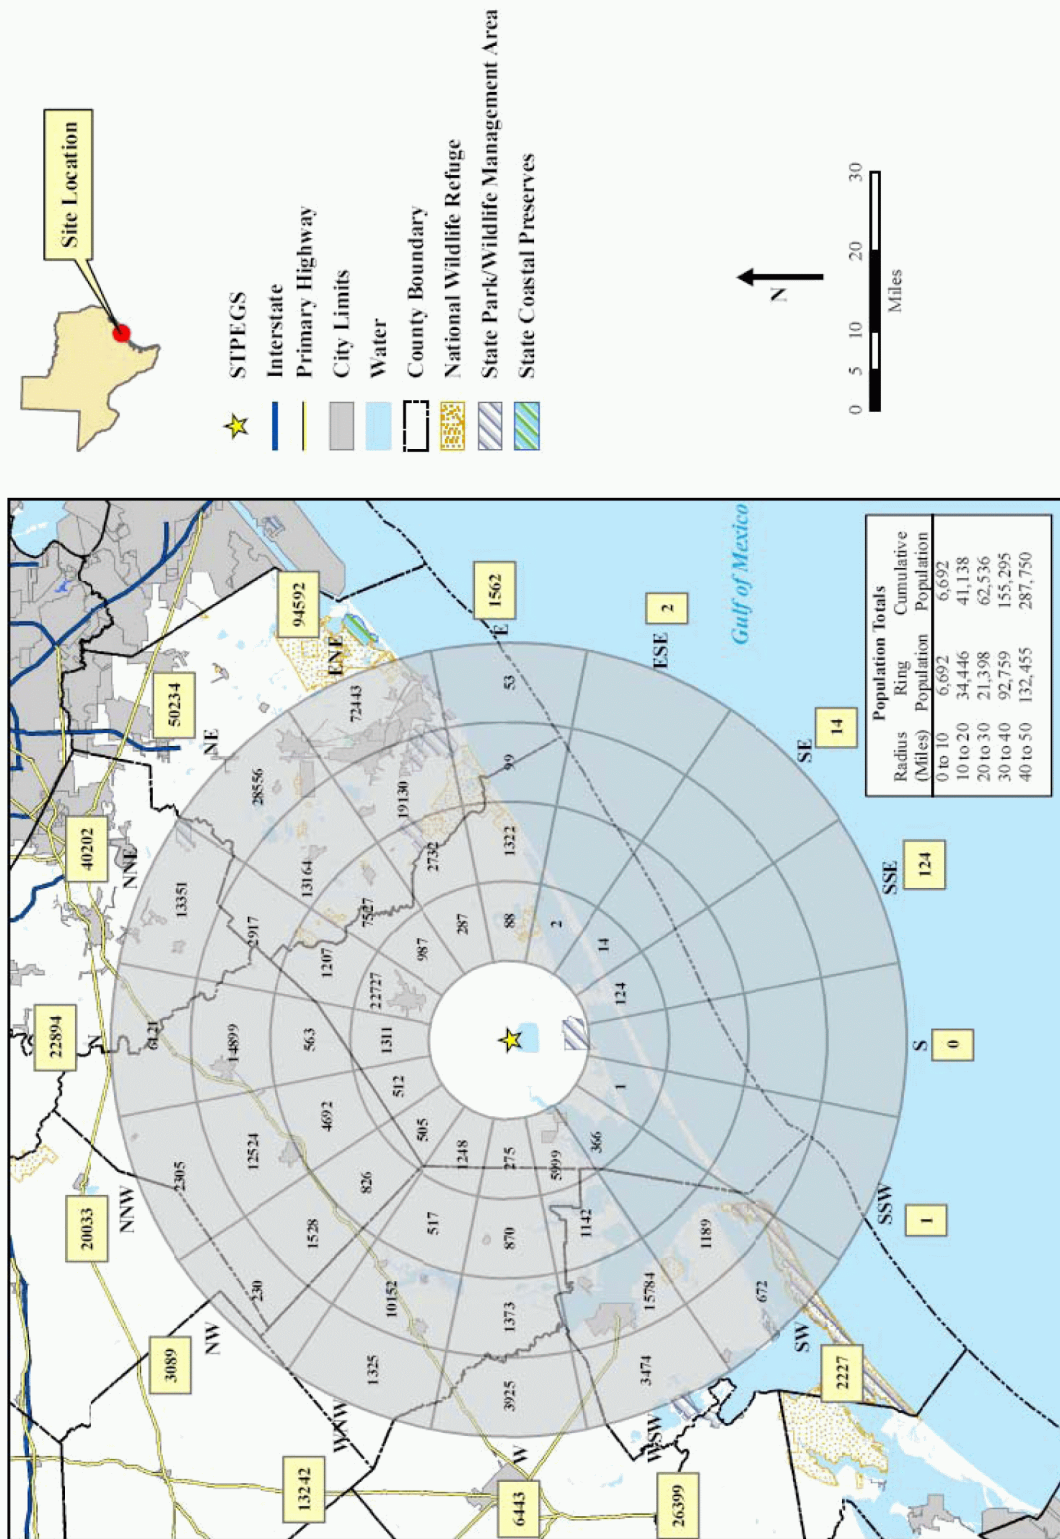 Site Location
STPEGS
Interstate
Primary Highway
City Limits
Water
County Boundary
National Wildlife Refuge
State Park/Wildlife Management Area
State Coastal Preserves
N
0 5 10 20 30
Miles
22894
40202
50234
94592
1562
2
14
124
0
1
2227
26399
6443
13242
3089
20033
N
NNE
NE
ENE
E
ESE
SE
SSE
S
SSW
SW
WSW
W
WNW
NW
NNW
6121
13351
28556
72443
53
672
3474
3925
1325
230
2305
14899
2917
13164
19130
99
1189
15784
1373
10152
1528
12524
563
1207
7527
2732
1322
1142
870
517
826
4692
1311
22727
987
287
88
2
14
124
1
366
5999
275
1248
505
512
Gulf of Mexico
Population Totals
Radius Ring Cumulative
(Miles) Population Population
0 to 10 6,692 6,692
10 to 20 34,446 41,138
20 to 30 21,398 62,536
30 to 40 92,759 155,295
40 to 50 132,455 287,750